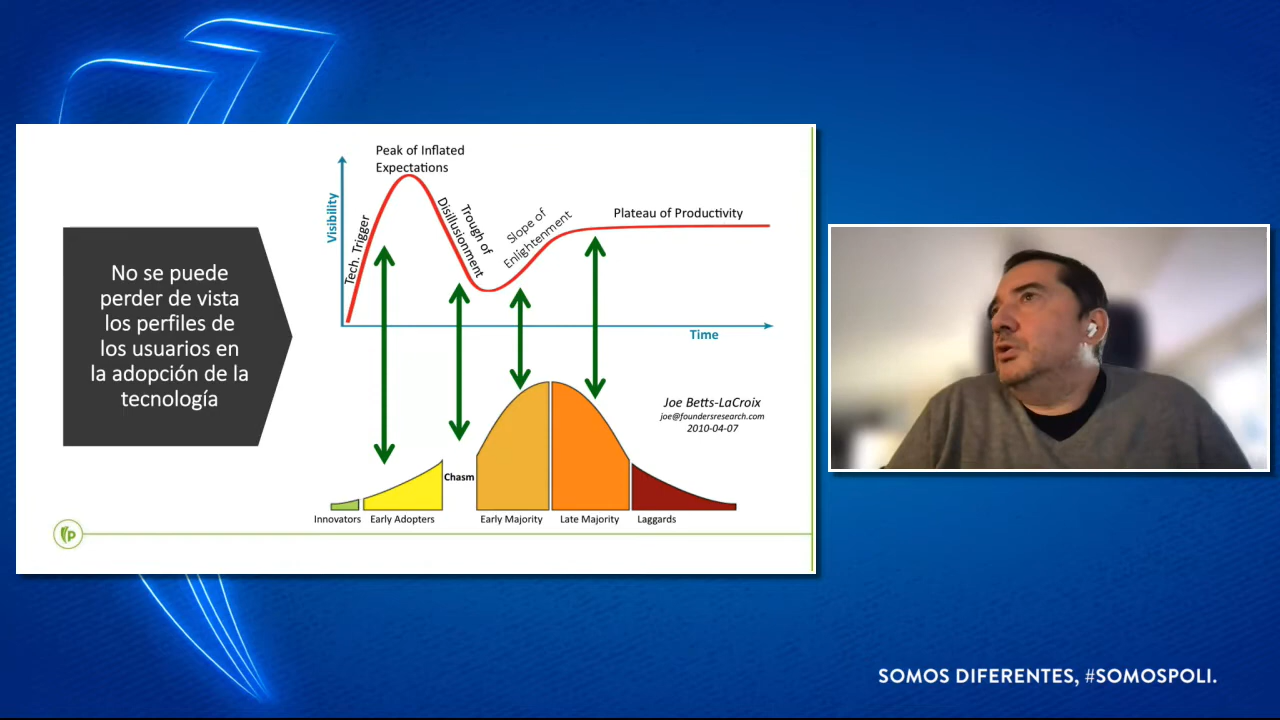 No se puede
perder de vista
los perfiles de
los usuarios en
la adopción de la
tecnología
Peak of Inflated
Expectations
Visibility
Tech. Trigger
Trough of
Disillusionment
Slope of
Enlightenment
Plateau of Productivity
Time
Joe Betts-LaCroix
joe@foundersresearch.com
2010-04-07
Chasm
Innovators
Early Adopters
Early Majority
Late Majority
Laggards
P
SOMOS DIFERENTES, #SOMOSPOLI.